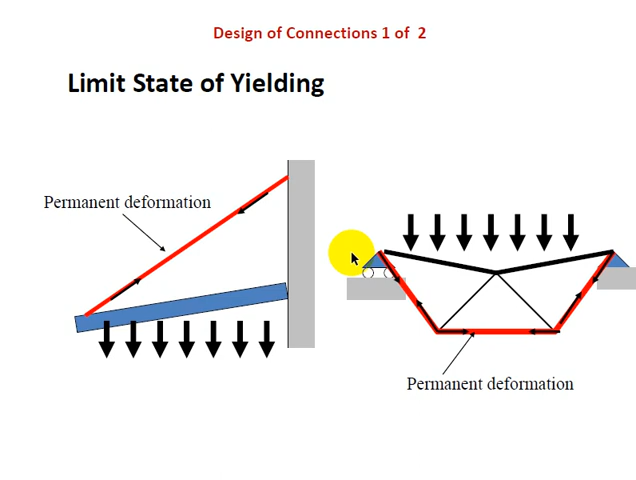 Design of Connections 1 of 2
Limit State of Yielding
Permanent deformation
Permanent deformation